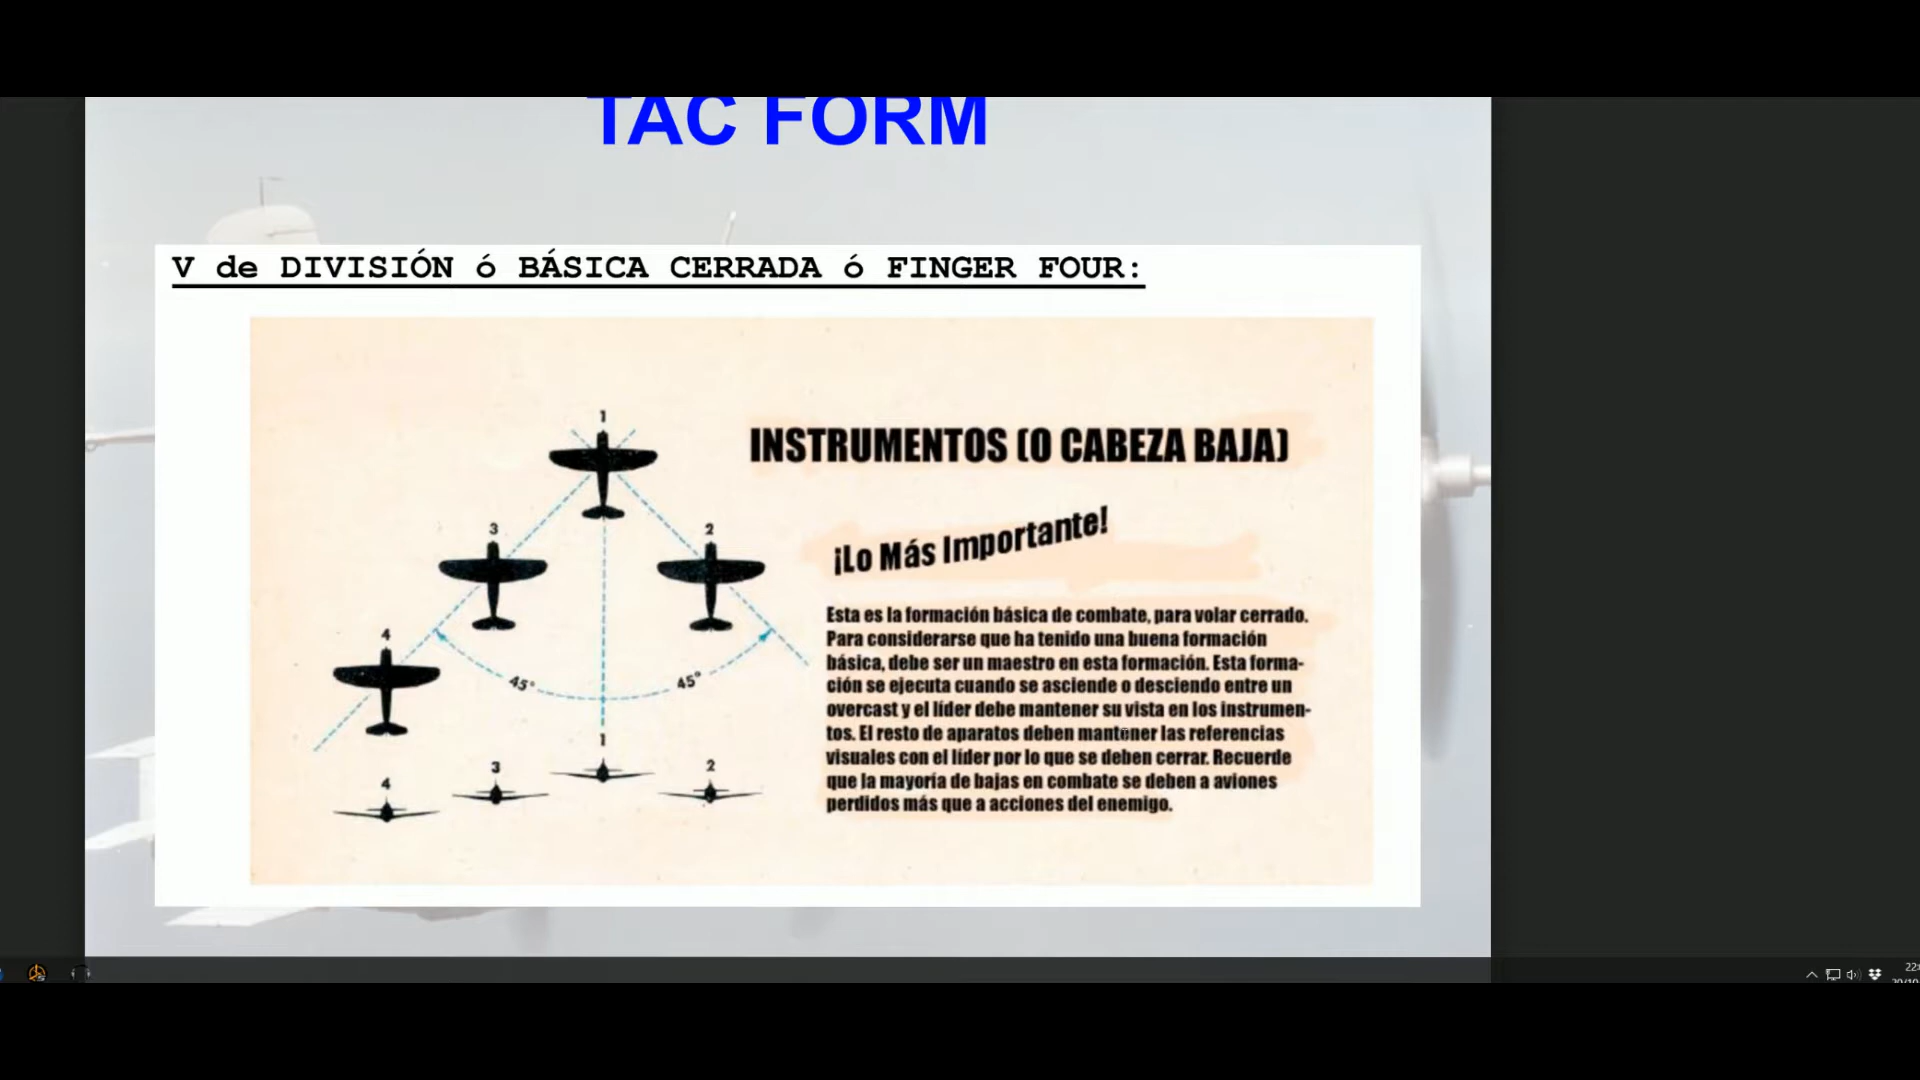 TAC FORM
V de DIVISIÓN ó BÁSICA CERRADA ó FINGER FOUR:
1
INSTRUMENTOS (O CABEZA BAJA)
¡Lo Más Importante!
3
2
Esta es la formación básica de combate, para volar cerrado.
Para considerarse que ha tenido una buena formación
básica, debe ser un maestro en esta formación. Esta forma-
ción se ejecuta cuando se asciende o desciendo entre un
overcast y el líder debe mantener su vista en los instrumen-
tos. El resto de aparatos deben mantener las referencias
visuales con el líder por lo que se deben cerrar. Recuerde
que la mayoría de bajas en combate se deben a aviones
perdidos más que a acciones del enemigo.
4
45°
45°
1
3
2
4